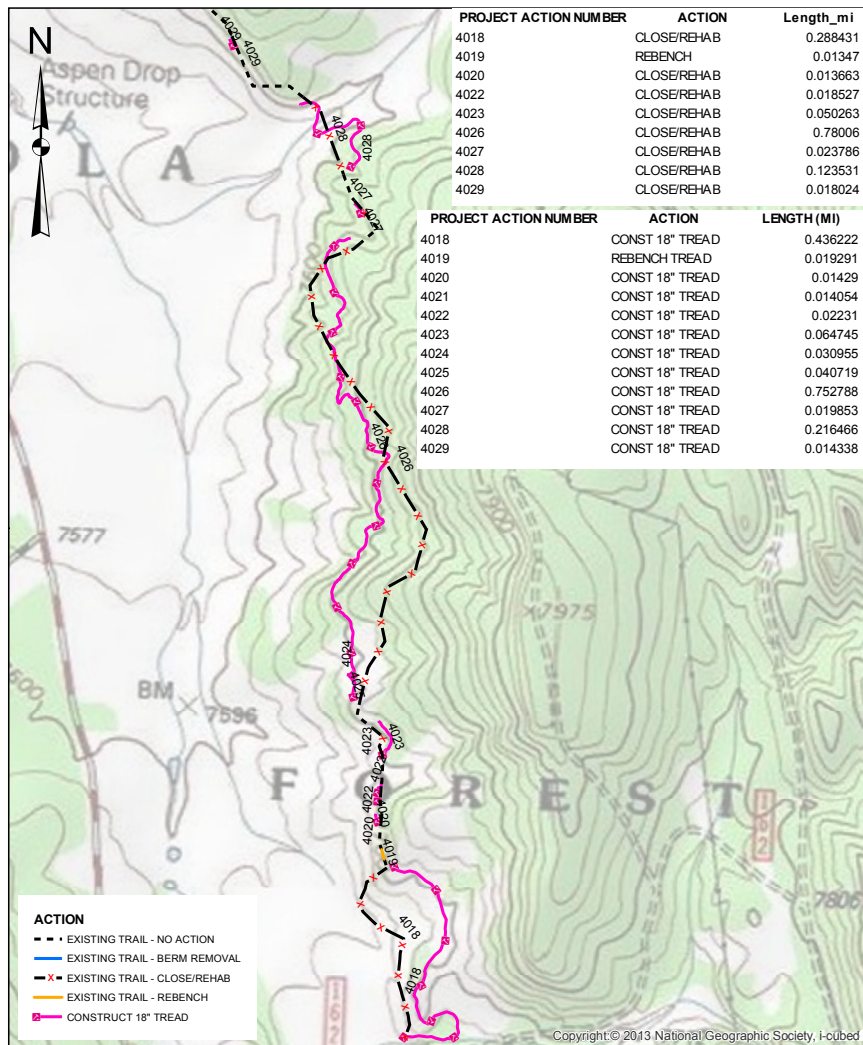 PROJECT ACTION NUMBER ACTION Length_mi
4018 CLOSE/REHAB 0.288431
4019 REBENCH 0.01347
4020 CLOSE/REHAB 0.013663
4022 CLOSE/REHAB 0.018527
4023 CLOSE/REHAB 0.050263
4026 CLOSE/REHAB 0.78006
4027 CLOSE/REHAB 0.023786
4028 CLOSE/REHAB 0.123531
4029 CLOSE/REHAB 0.018024
PROJECT ACTION NUMBER ACTION LENGTH (MI)
4018 CONST 18" TREAD 0.436222
4019 REBENCH TREAD 0.019291
4020 CONST 18" TREAD 0.01429
4021 CONST 18" TREAD 0.014054
4022 CONST 18" TREAD 0.02231
4023 CONST 18" TREAD 0.064745
4024 CONST 18" TREAD 0.030955
4025 CONST 18" TREAD 0.040719
4026 CONST 18" TREAD 0.752788
4027 CONST 18" TREAD 0.019853
4028 CONST 18" TREAD 0.216466
4029 CONST 18" TREAD 0.014338
N
4029
4029
Aspen Drop
Structure
4028
4028
L A
4027
4027
4026
4026
7900
7577
7975
4024
BM
7596
4023
4023
F O R E S T
4022
4020
4020
4019
162
7806
4018
4018
162
ACTION
EXISTING TRAIL - NO ACTION
EXISTING TRAIL - BERM REMOVAL
EXISTING TRAIL - CLOSE/REHAB
EXISTING TRAIL - REBENCH
CONSTRUCT 18" TREAD
Copyright:© 2013 National Geographic Society, i-cubed